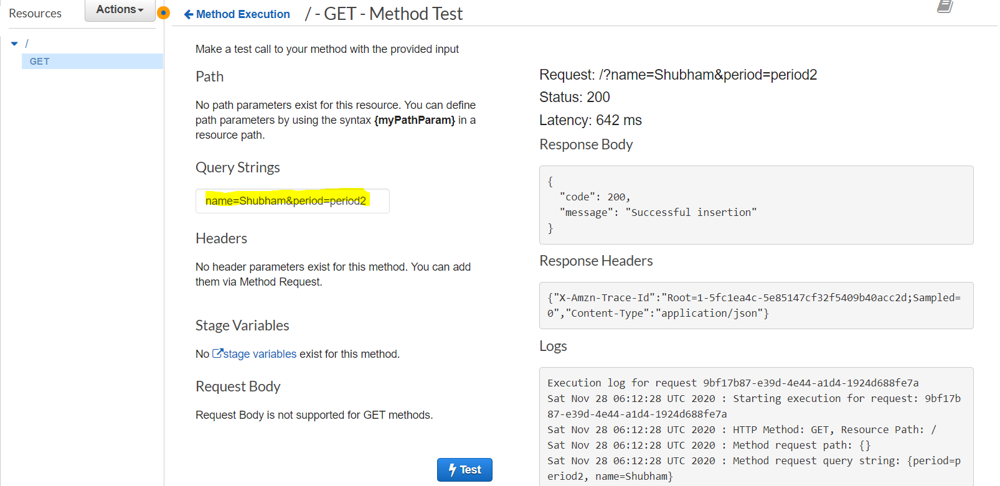 Resources
Actions
Method Execution
/ - GET - Method Test
/
GET
Make a test call to your method with the provided input
Path
No path parameters exist for this resource. You can define
path parameters by using the syntax {myPathParam} in a
resource path.
Query Strings
name=Shubham&period=period2
Headers
No header parameters exist for this method. You can add
them via Method Request.
Stage Variables
No stage variables exist for this method.
Request Body
Request Body is not supported for GET methods.
Test
Request: /?name=Shubham&period=period2
Status: 200
Latency: 642 ms
Response Body
{
"code": 200,
"message": "Successful insertion"
}
Response Headers
{"X-Amzn-Trace-Id":"Root=1-5fc1ea4c-5e85147cf32f5409b40acc2d;Sampled=
0","Content-Type":"application/json"}
Logs
Execution log for request 9bf17b87-e39d-4e44-a1d4-1924d688fe7a
Sat Nov 28 06:12:28 UTC 2020 : Starting execution for request: 9bf17b
87-e39d-4e44-a1d4-1924d688fe7a
Sat Nov 28 06:12:28 UTC 2020 : HTTP Method: GET, Resource Path: /
Sat Nov 28 06:12:28 UTC 2020 : Method request path: {}
Sat Nov 28 06:12:28 UTC 2020 : Method request query string: {period=p
eriod2, name=Shubham}